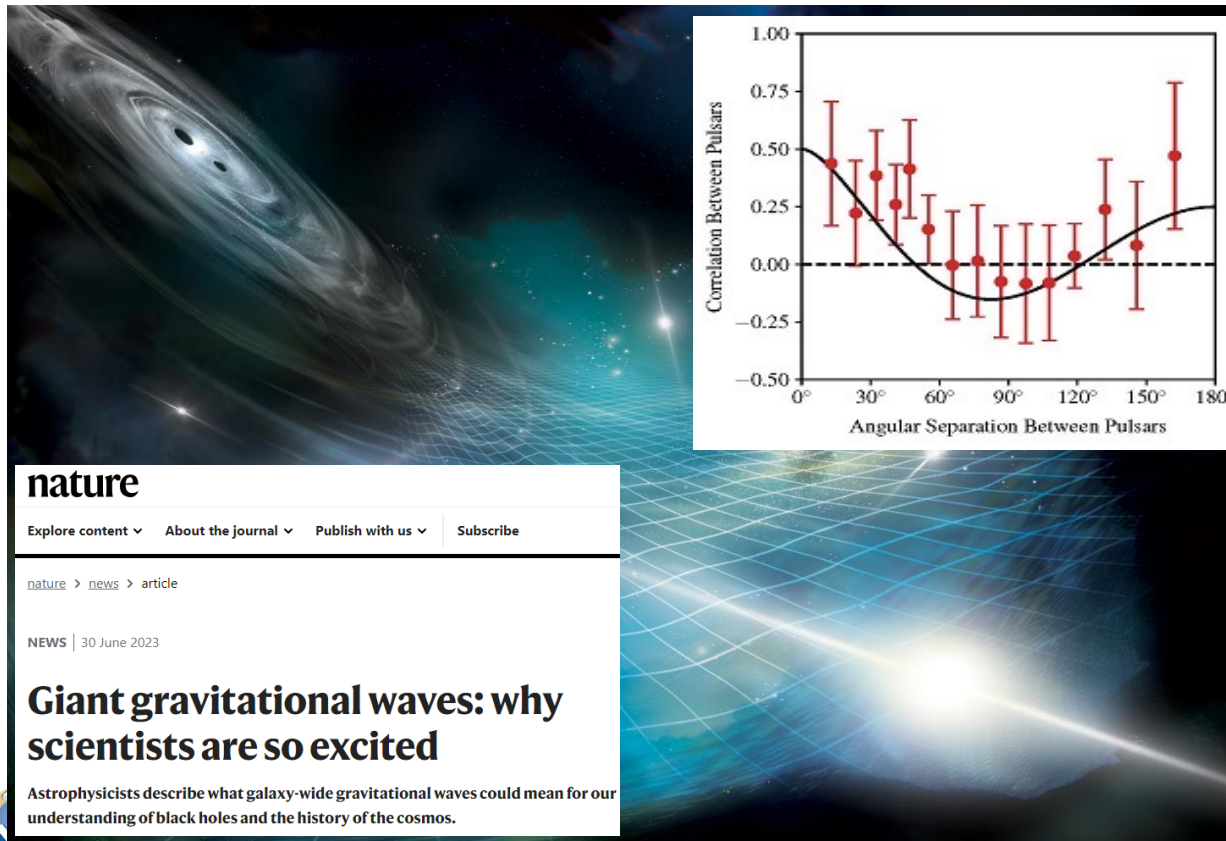 1.00
0.75
0.50
0.25
0.00
−0.25
−0.50
Correlation Between Pulsars
0° 30° 60° 90° 120° 150° 180
Angular Separation Between Pulsars
nature
Explore content About the journal Publish with us Subscribe
nature > news > article
NEWS | 30 June 2023
Giant gravitational waves: why
scientists are so excited
Astrophysicists describe what galaxy-wide gravitational waves could mean for our
understanding of black holes and the history of the cosmos.